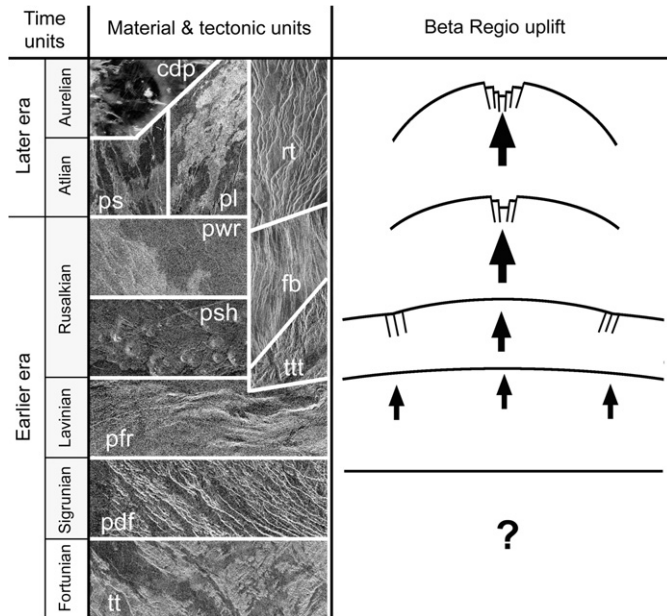 Time
units
Material & tectonic units
Beta Regio uplift
Later era
Aurelian
Atlian
cdp
ps
pl
rt
Earlier era
Rusalkian
pwr
psh
fb
ttt
Lavinian
pfr
Sigrunian
pdf
Fortunian
tt
?